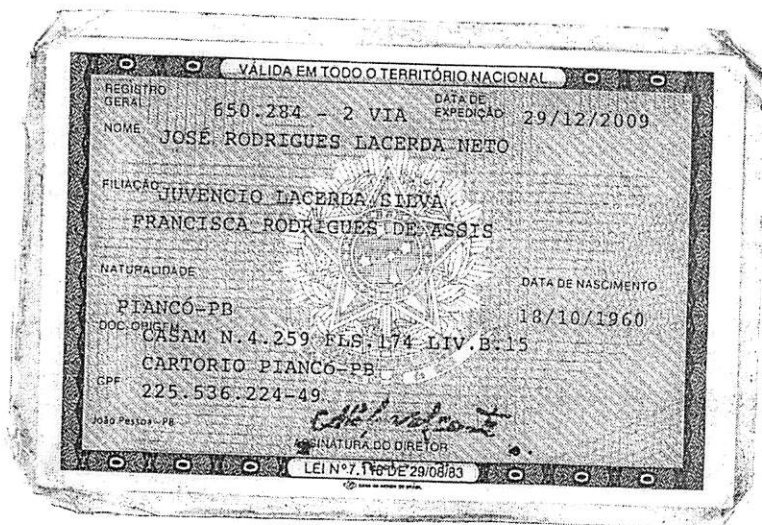 VÁLIDA EM TODO O TERRITÓRIO NACIONAL
REGISTRO GERAL 650.284 - 2 VIA DATA DE EXPEDIÇÃO 29/12/2009
NOME JOSÉ RODRIGUES LACERDA NETO
FILIAÇÃO JUVENCIO LACERDA SILVA
FRANCISCA RODRIGUES DE ASSIS
NATURALIDADE DATA DE NASCIMENTO
PIANCÓ-PB 18/10/1960
DOC. ORIGEM CASAM N.4.259 FLS.174 LIV.B.15
CARTORIO PIANCÓ-PB
CPF 225.536.224-49
João Pessoa - PB
ASSINATURA DO DIRETOR
LEI Nº 7.116 DE 29/08/83